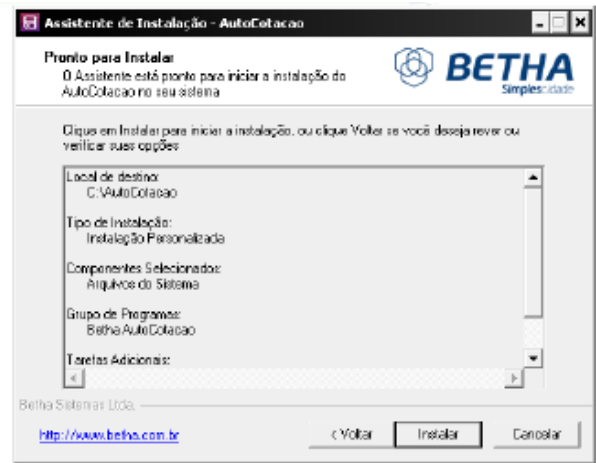 Assistente de Instalação - AutoCotacao
Pronto para Instalar
O Assistente está pronto para iniciar a instalação do
AutoCotacao no seu sistema
BETHA
Simplescidade
Clique em Instalar para iniciar a instalação, ou clique Voltar se você deseja rever ou
verificar suas opções
Local de destino:
C:\AutoCotacao
Tipo de Instalação:
Instalação Personalizada
Componentes Selecionados:
Arquivos do Sistema
Grupo de Programas:
Betha AutoCotacao
Tarefas Adicionais:
Betha Sistemas Ltda.
http://www.betha.com.br
< Voltar
Instalar
Cancelar